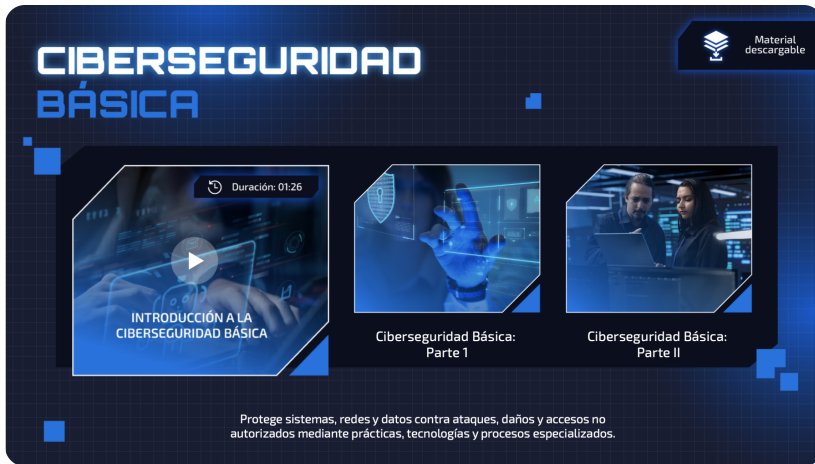 CIBERSEGURIDAD
BÁSICA
Material
descargable
Duración: 01:26
INTRODUCCIÓN A LA
CIBERSEGURIDAD BÁSICA
Ciberseguridad Básica:
Parte 1
Ciberseguridad Básica:
Parte II
Protege sistemas, redes y datos contra ataques, daños y accesos no
autorizados mediante prácticas, tecnologías y procesos especializados.